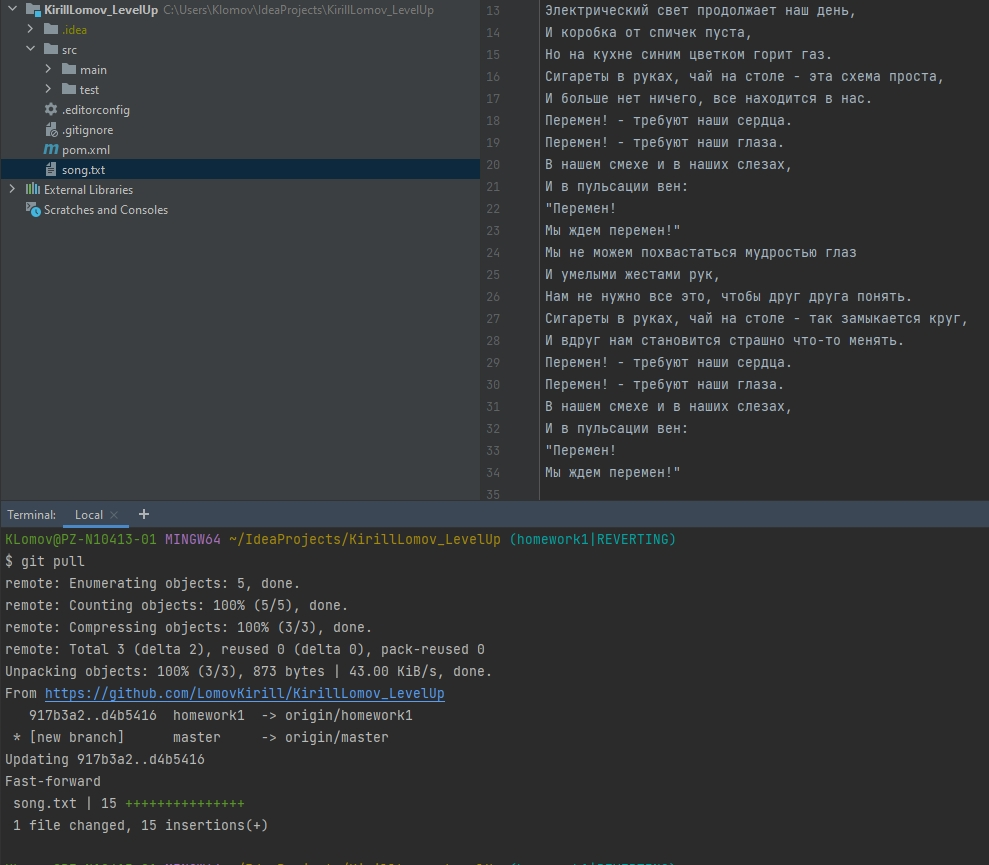 KirillLomov_LevelUp C:\Users\Klomov\IdeaProjects\KirillLomov_LevelUp
.idea
src
main
test
.editorconfig
.gitignore
pom.xml
song.txt
External Libraries
Scratches and Consoles
13 Электрический свет продолжает наш день,
14 И коробка от спичек пуста,
15 Но на кухне синим цветком горит газ.
16 Сигареты в руках, чай на столе - эта схема проста,
17 И больше нет ничего, все находится в нас.
18 Перемен! - требуют наши сердца.
19 Перемен! - требуют наши глаза.
20 В нашем смехе и в наших слезах,
21 И в пульсации вен:
22 "Перемен!
23 Мы ждем перемен!"
24 Мы не можем похвастаться мудростью глаз
25 И умелыми жестами рук,
26 Нам не нужно все это, чтобы друг друга понять.
27 Сигареты в руках, чай на столе - так замыкается круг,
28 И вдруг нам становится страшно что-то менять.
29 Перемен! - требуют наши сердца.
30 Перемен! - требуют наши глаза.
31 В нашем смехе и в наших слезах,
32 И в пульсации вен:
33 "Перемен!
34 Мы ждем перемен!"
35
Terminal: Local × +
KLomov@PZ-N10413-01 MINGW64 ~/IdeaProjects/KirillLomov_LevelUp (homework1|REVERTING)
$ git pull
remote: Enumerating objects: 5, done.
remote: Counting objects: 100% (5/5), done.
remote: Compressing objects: 100% (3/3), done.
remote: Total 3 (delta 2), reused 0 (delta 0), pack-reused 0
Unpacking objects: 100% (3/3), 873 bytes | 43.00 KiB/s, done.
From https://github.com/LomovKirill/KirillLomov_LevelUp
917b3a2..d4b5416 homework1 -> origin/homework1
* [new branch] master -> origin/master
Updating 917b3a2..d4b5416
Fast-forward
song.txt | 15 +++++++++++++++
1 file changed, 15 insertions(+)